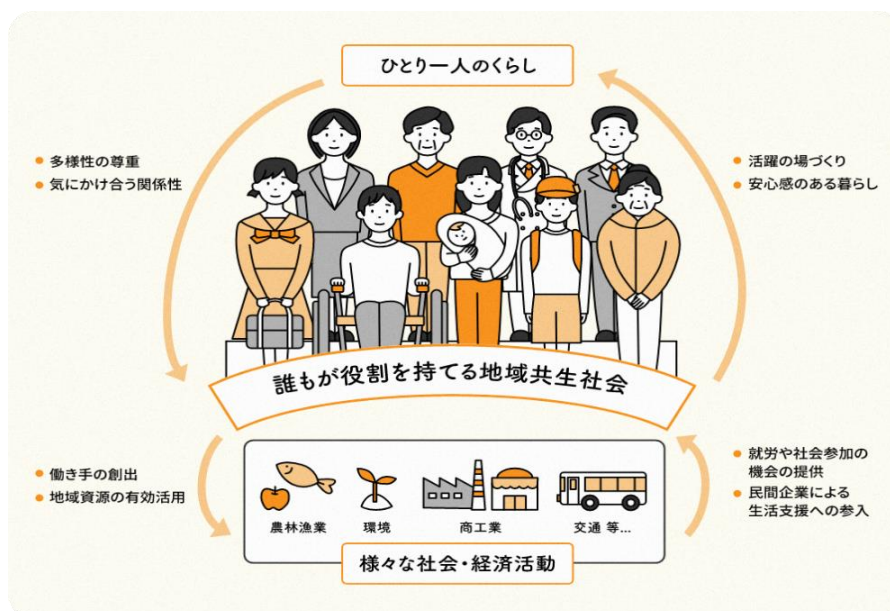 ひとり一人のくらし
● 多様性の尊重
● 気にかけ合う関係性
● 活躍の場づくり
● 安心感のある暮らし
誰もが役割を持てる地域共生社会
● 働き手の創出
● 地域資源の有効活用
● 就労や社会参加の
機会の提供
● 民間企業による
生活支援への参入
農林漁業 環境 商工業 交通 等...
様々な社会・経済活動